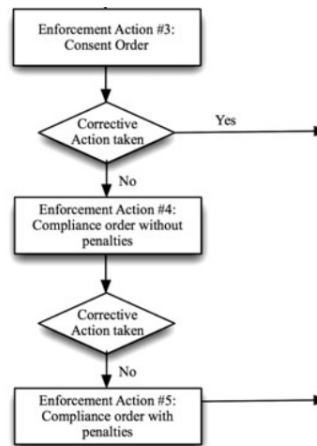 Enforcement Action #3:
Consent Order
Corrective
Action taken
Yes
No
Enforcement Action #4:
Compliance order without
penalties
Corrective
Action taken
No
Enforcement Action #5:
Compliance order with
penalties